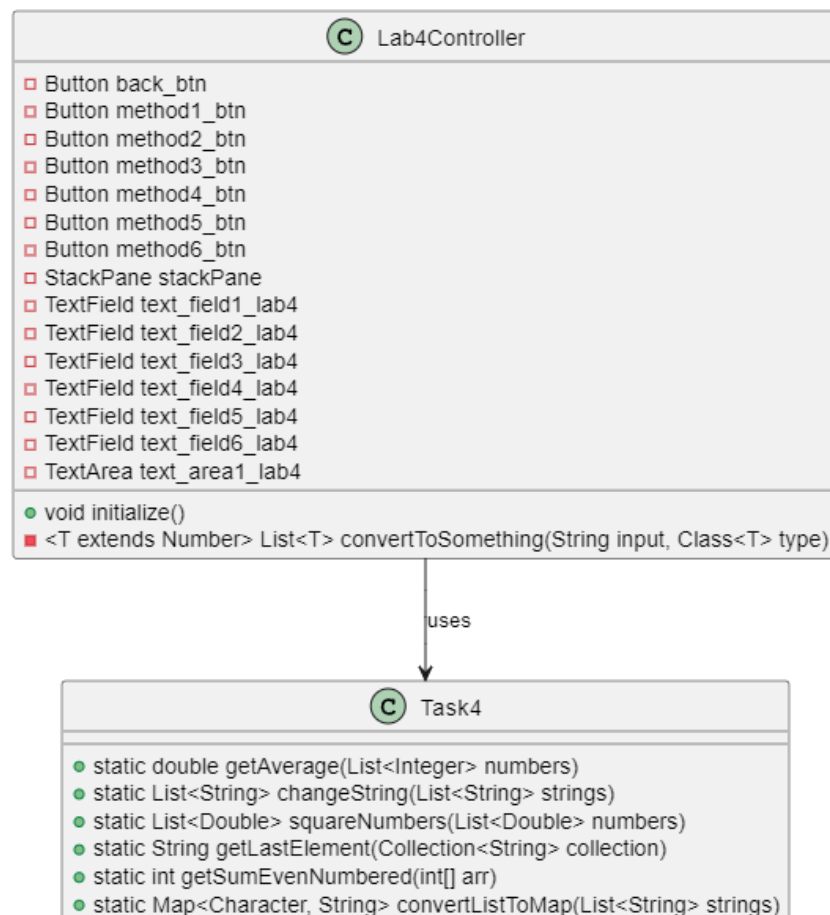 C Lab4Controller
Button back_btn
Button method1_btn
Button method2_btn
Button method3_btn
Button method4_btn
Button method5_btn
Button method6_btn
StackPane stackPane
TextField text_field1_lab4
TextField text_field2_lab4
TextField text_field3_lab4
TextField text_field4_lab4
TextField text_field5_lab4
TextField text_field6_lab4
TextArea text_area1_lab4
void initialize()
<T extends Number> List<T> convertToSomething(String input, Class<T> type)
uses
C Task4
static double getAverage(List<Integer> numbers)
static List<String> changeString(List<String> strings)
static List<Double> squareNumbers(List<Double> numbers)
static String getLastElement(Collection<String> collection)
static int getSumEvenNumbered(int[] arr)
static Map<Character, String> convertListToMap(List<String> strings)